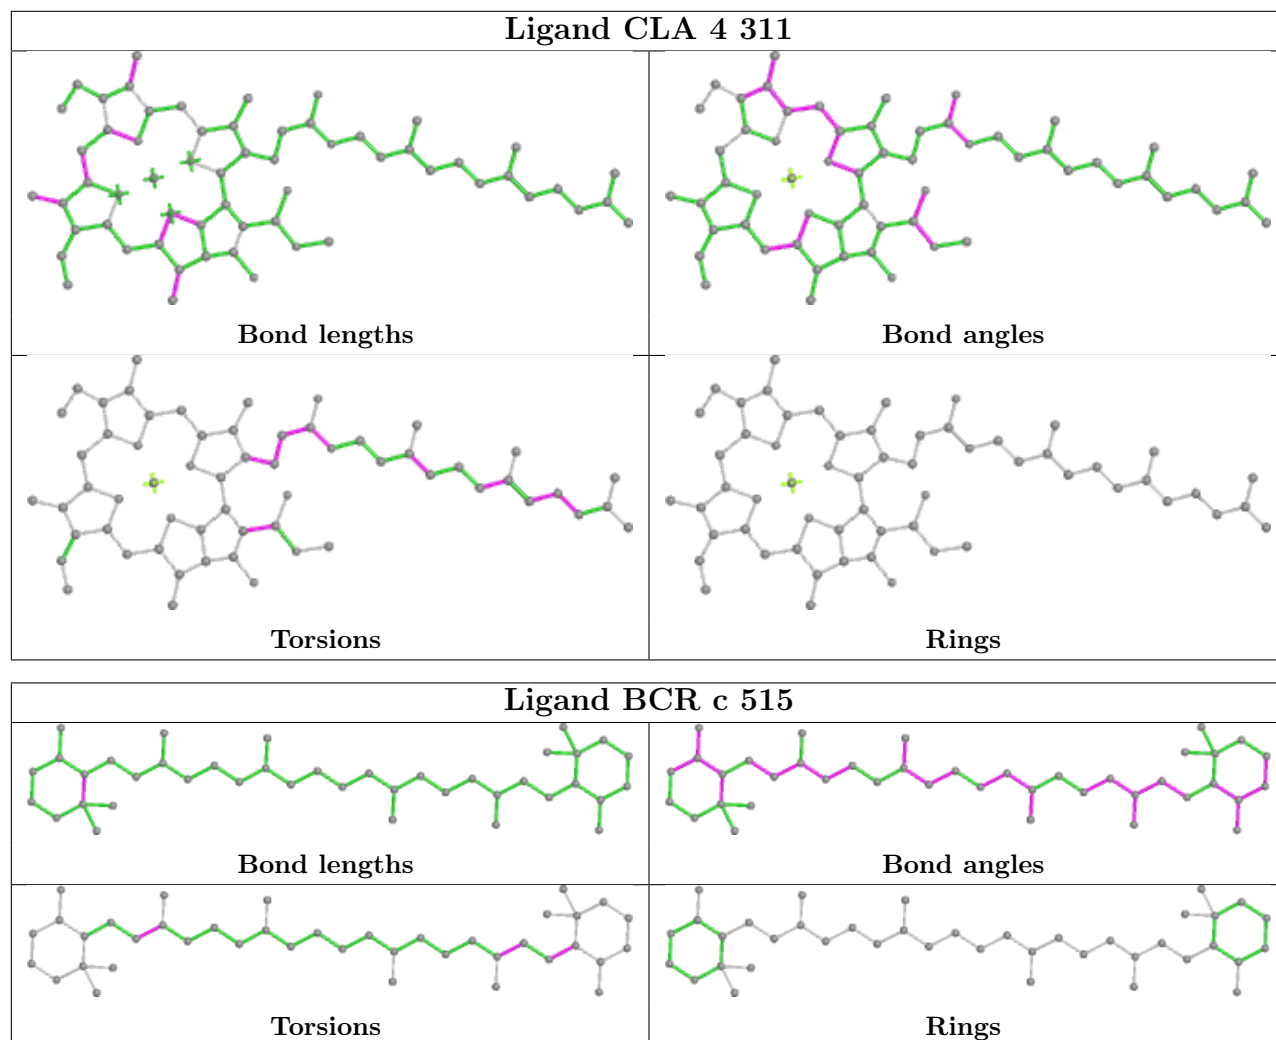 Ligand CLA 4 311
Bond lengths
Bond angles
Torsions
Rings
Ligand BCR c 515
Bond lengths
Bond angles
Torsions
Rings